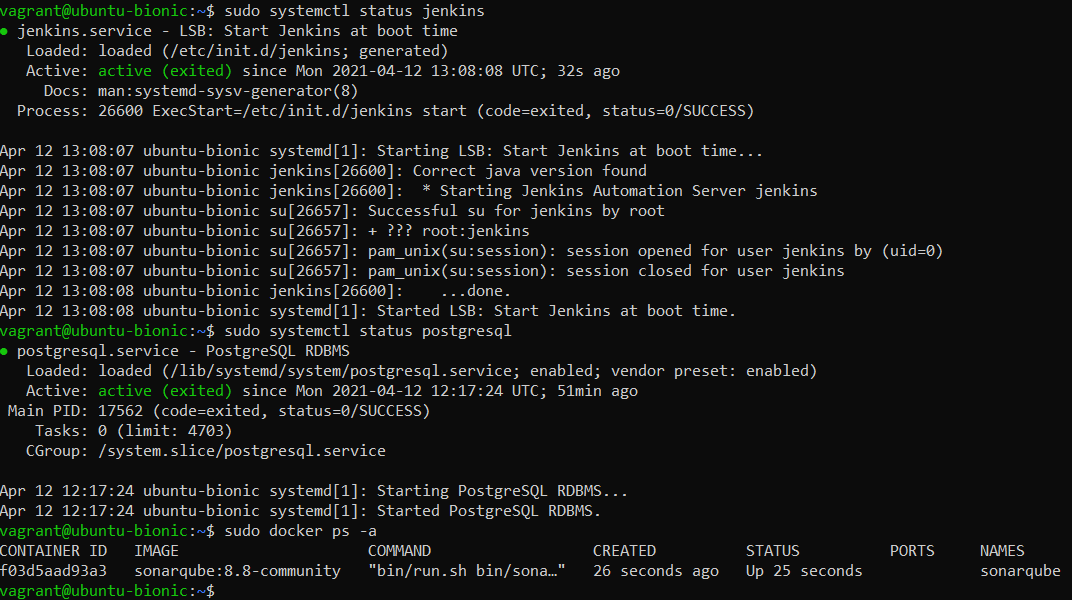 vagrant@ubuntu-bionic:~$ sudo systemctl status jenkins
● jenkins.service - LSB: Start Jenkins at boot time
   Loaded: loaded (/etc/init.d/jenkins; generated)
   Active: active (exited) since Mon 2021-04-12 13:08:08 UTC; 32s ago
     Docs: man:systemd-sysv-generator(8)
  Process: 26600 ExecStart=/etc/init.d/jenkins start (code=exited, status=0/SUCCESS)

Apr 12 13:08:07 ubuntu-bionic systemd[1]: Starting LSB: Start Jenkins at boot time...
Apr 12 13:08:07 ubuntu-bionic jenkins[26600]: Correct java version found
Apr 12 13:08:07 ubuntu-bionic jenkins[26600]:  * Starting Jenkins Automation Server jenkins
Apr 12 13:08:07 ubuntu-bionic su[26657]: Successful su for jenkins by root
Apr 12 13:08:07 ubuntu-bionic su[26657]: + ??? root:jenkins
Apr 12 13:08:07 ubuntu-bionic su[26657]: pam_unix(su:session): session opened for user jenkins by (uid=0)
Apr 12 13:08:07 ubuntu-bionic su[26657]: pam_unix(su:session): session closed for user jenkins
Apr 12 13:08:08 ubuntu-bionic jenkins[26600]:    ...done.
Apr 12 13:08:08 ubuntu-bionic systemd[1]: Started LSB: Start Jenkins at boot time.
vagrant@ubuntu-bionic:~$ sudo systemctl status postgresql
● postgresql.service - PostgreSQL RDBMS
   Loaded: loaded (/lib/systemd/system/postgresql.service; enabled; vendor preset: enabled)
   Active: active (exited) since Mon 2021-04-12 12:17:24 UTC; 51min ago
 Main PID: 17562 (code=exited, status=0/SUCCESS)
    Tasks: 0 (limit: 4703)
   CGroup: /system.slice/postgresql.service

Apr 12 12:17:24 ubuntu-bionic systemd[1]: Starting PostgreSQL RDBMS...
Apr 12 12:17:24 ubuntu-bionic systemd[1]: Started PostgreSQL RDBMS.
vagrant@ubuntu-bionic:~$ sudo docker ps -a
CONTAINER ID   IMAGE                     COMMAND                  CREATED          STATUS          PORTS     NAMES
f03d5aad93a3   sonarqube:8.8-community   "bin/run.sh bin/sona…"   26 seconds ago   Up 25 seconds             sonarqube
vagrant@ubuntu-bionic:~$